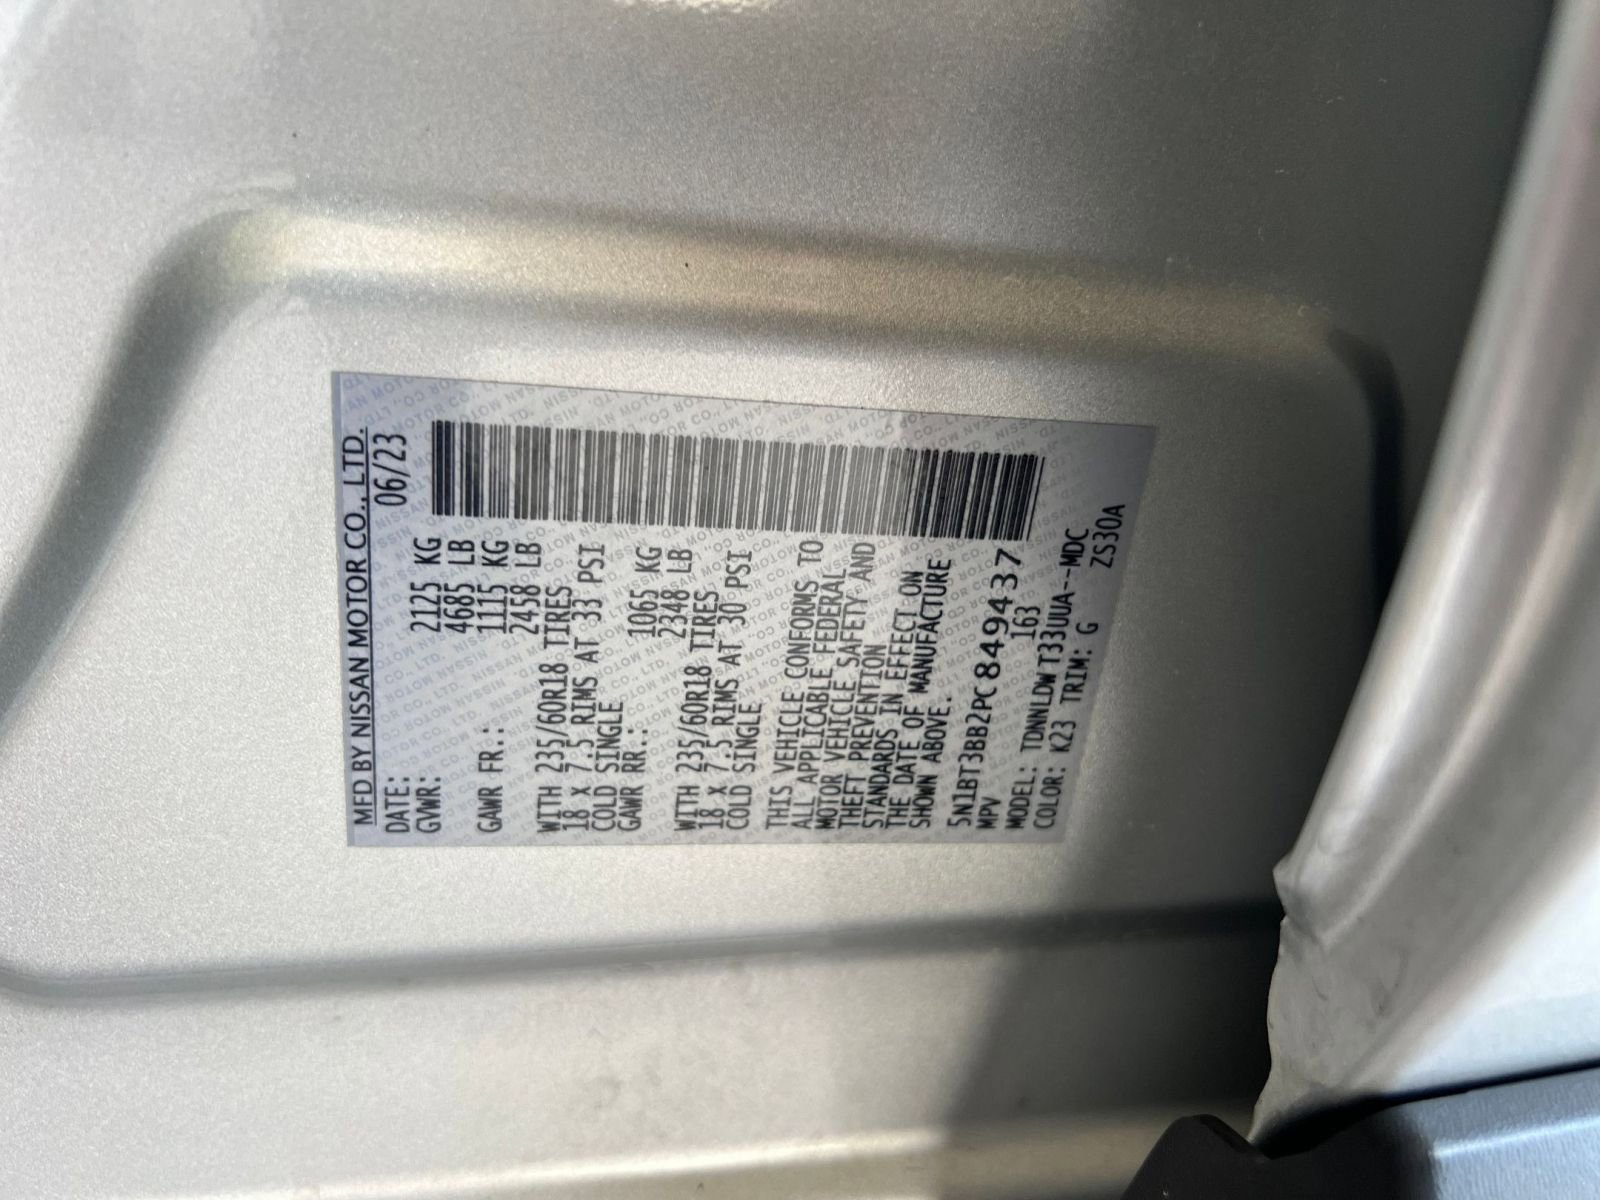 MFD BY NISSAN MOTOR CO., LTD.
DATE: 06/23
GVWR: 2125 KG
4685 LB
GAWR FR.: 1115 KG
2458 LB
WITH 235/60R18 TIRES
18 X 7.5 RIMS AT 33 PSI
COLD SINGLE
GAWR RR.: 1065 KG
2348 LB
WITH 235/60R18 TIRES
18 X 7.5 RIMS AT 30 PSI
COLD SINGLE
THIS VEHICLE CONFORMS TO
ALL APPLICABLE FEDERAL
MOTOR VEHICLE SAFETY AND
THEFT PREVENTION
STANDARDS IN EFFECT ON
THE DATE OF MANUFACTURE
SHOWN ABOVE.
5N1BT3BB2PC849437
MPV 163
MODEL: TDNNLDWT33UUA--MDC
COLOR: K23 TRIM: G ZS30A